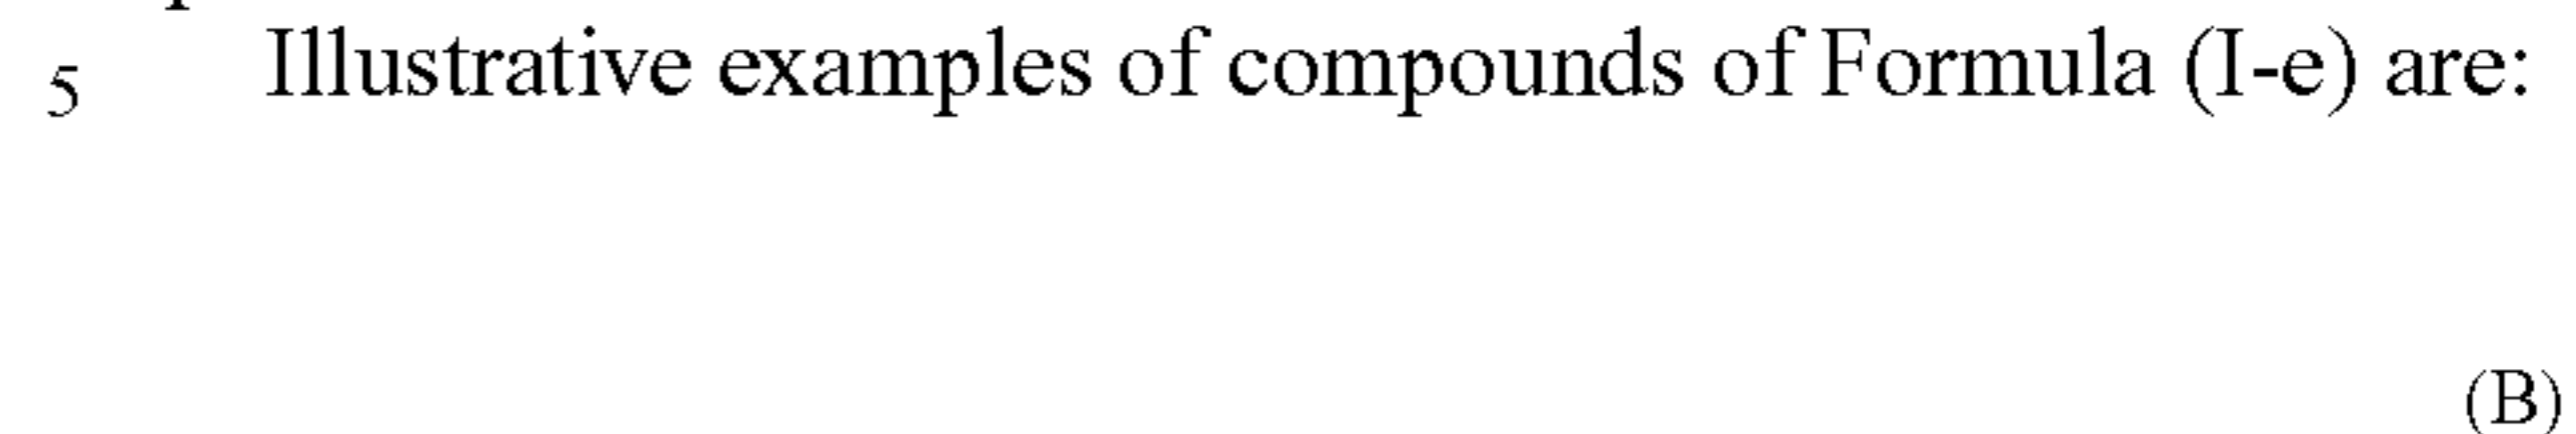 5 Illustrative examples of compounds of Formula (I-e) are:
(B)